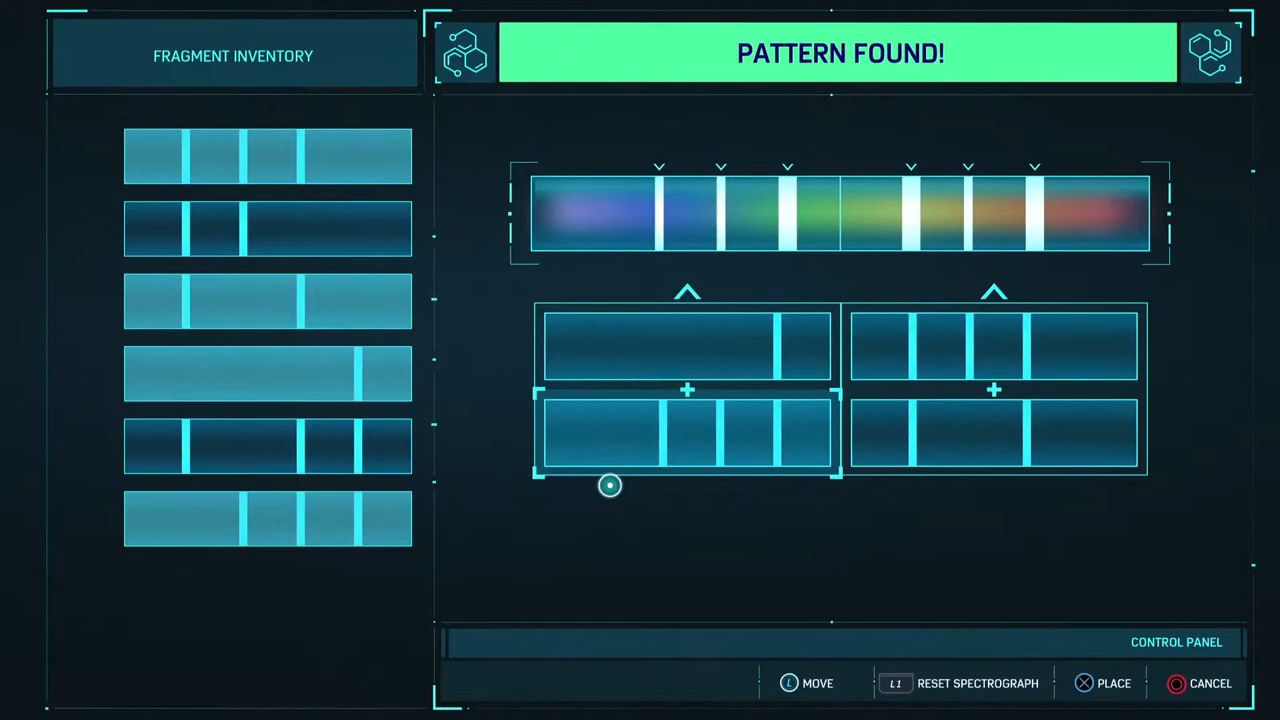 FRAGMENT INVENTORY
PATTERN FOUND!
CONTROL PANEL
L MOVE
L1 RESET SPECTROGRAPH
PLACE
CANCEL